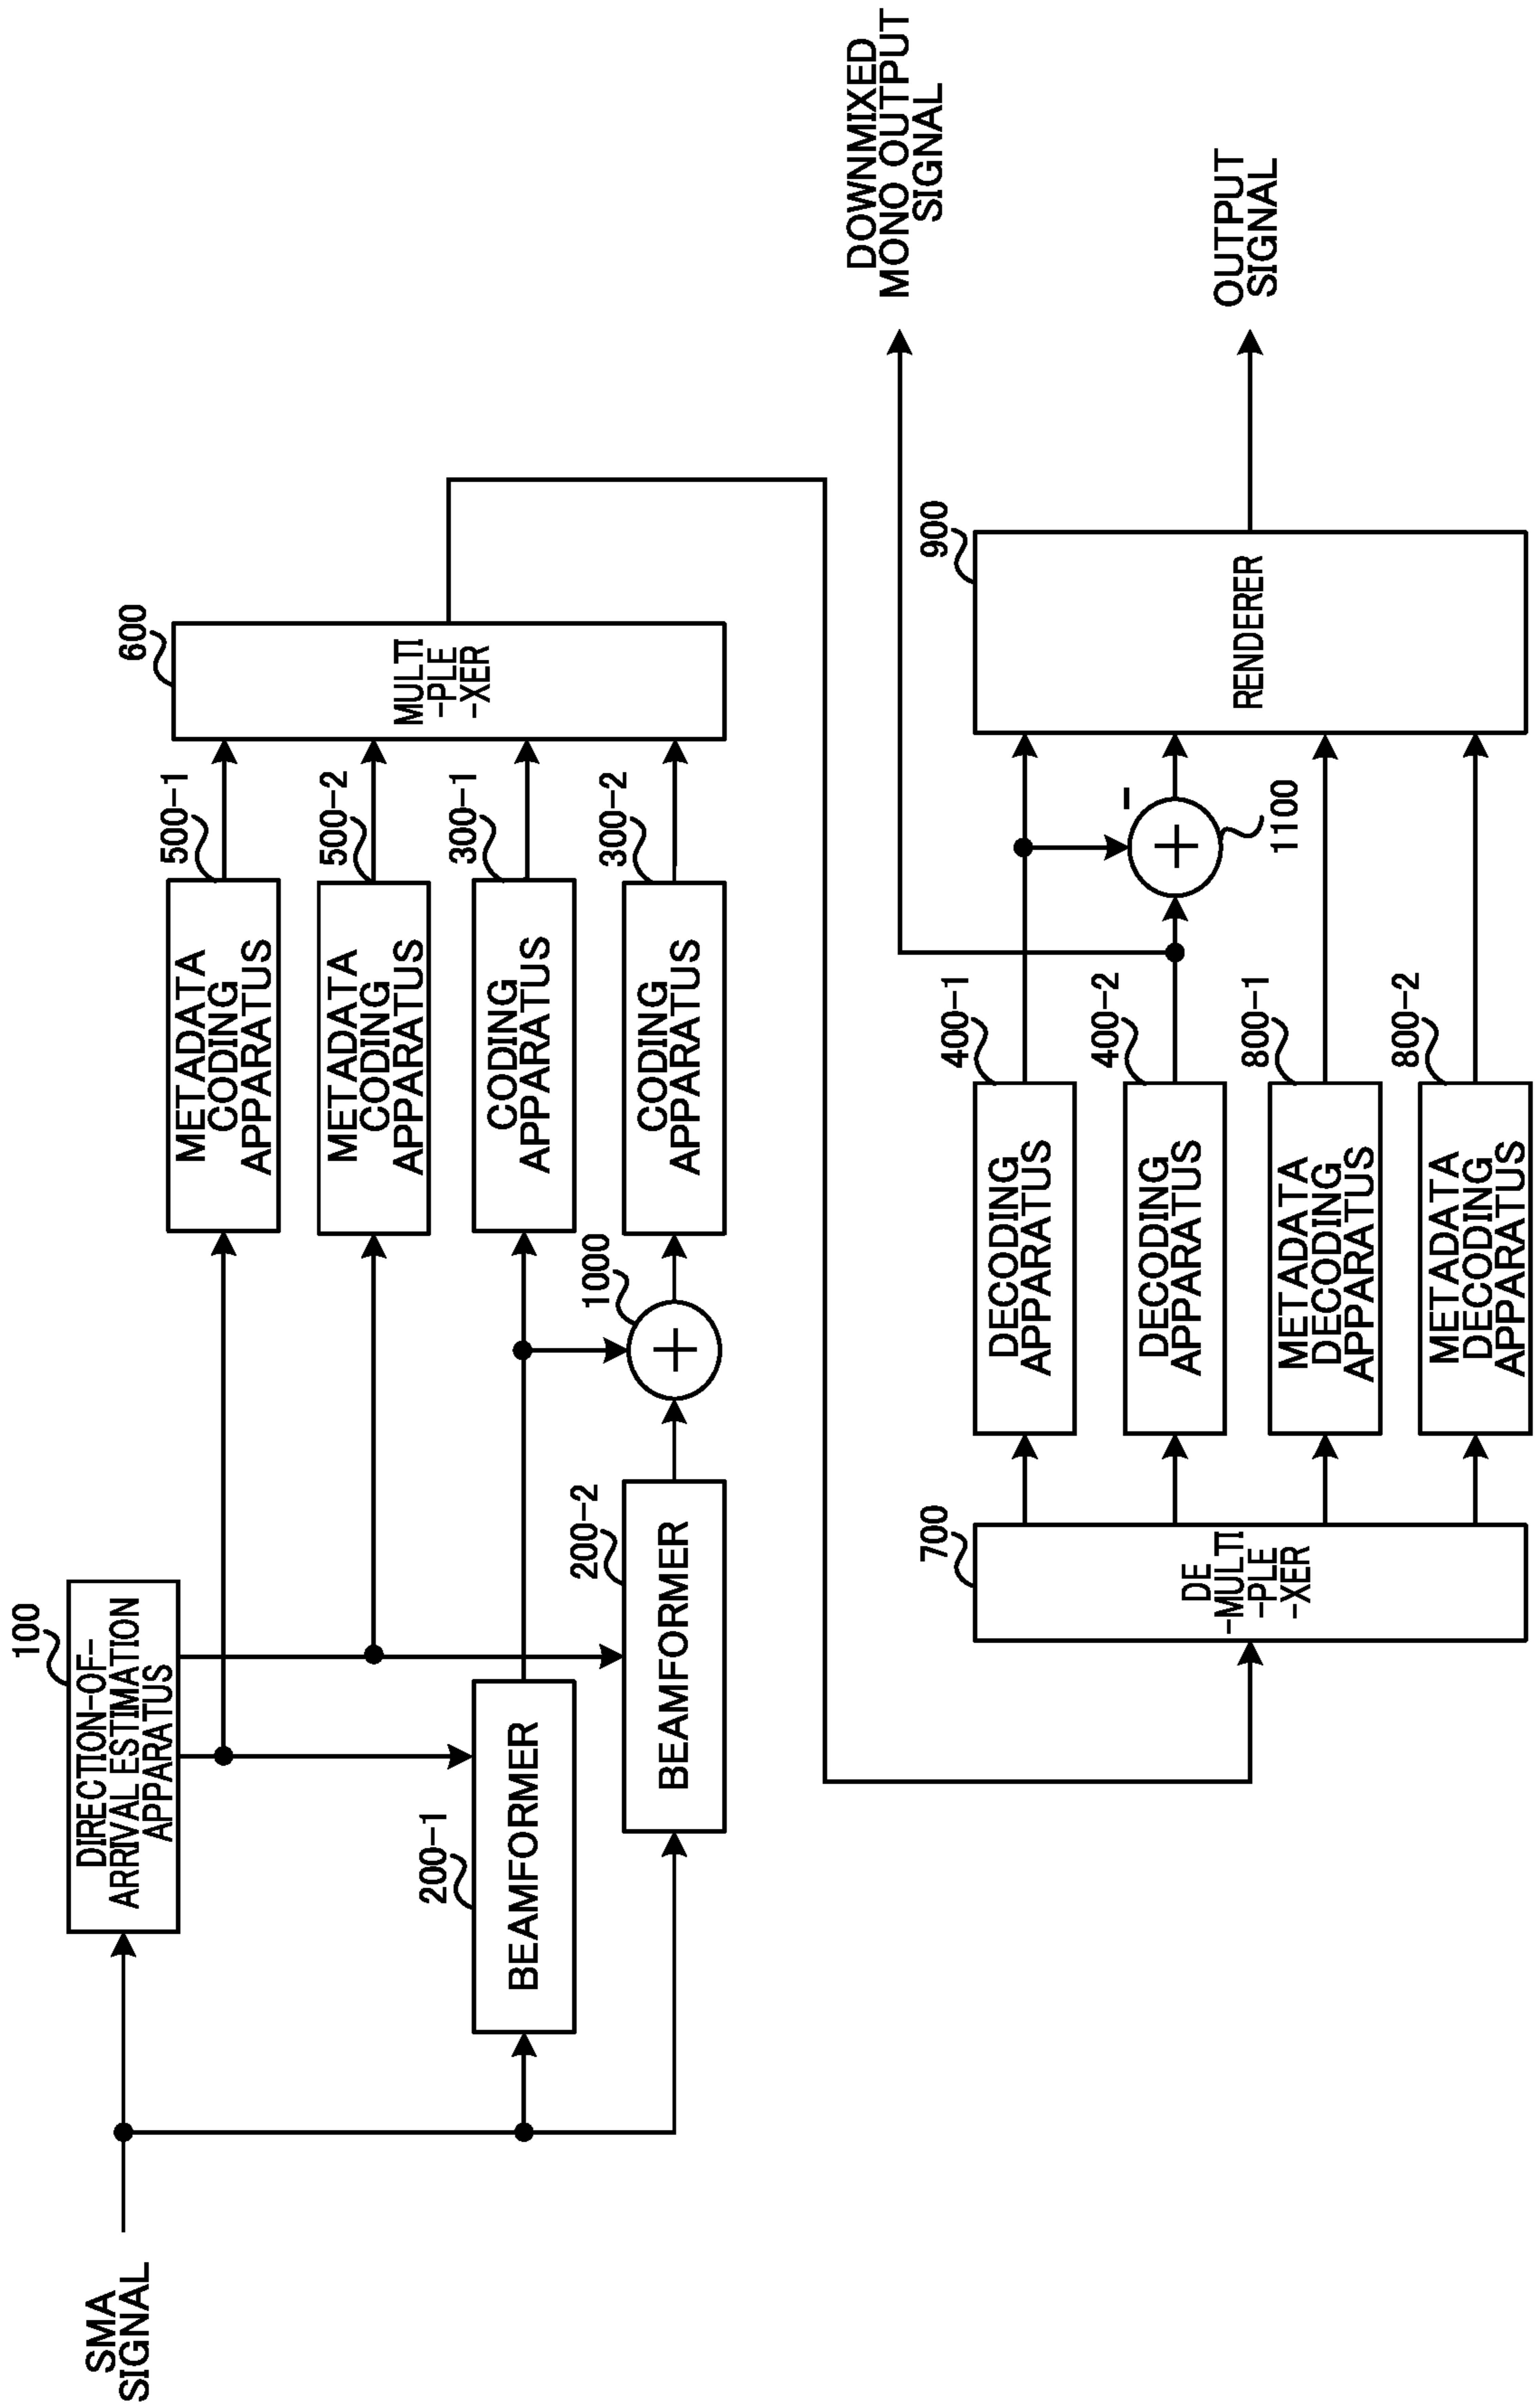 SMA
SIGNAL
100
DIRECTION-OF-
ARRIVAL ESTIMATION
APPARATUS
200-1
BEAMFORMER
200-2
BEAMFORMER
1000
500-1
METADATA
CODING
APPARATUS
500-2
METADATA
CODING
APPARATUS
300-1
CODING
APPARATUS
300-2
CODING
APPARATUS
600
MULTI
-PLE
-XER
700
DE
-MULTI
-PLE
-XER
400-1
DECODING
APPARATUS
400-2
DECODING
APPARATUS
800-1
METADATA
DECODING
APPARATUS
800-2
METADATA
DECODING
APPARATUS
1100
900
RENDERER
DOWNMIXED
MONO OUTPUT
SIGNAL
OUTPUT
SIGNAL